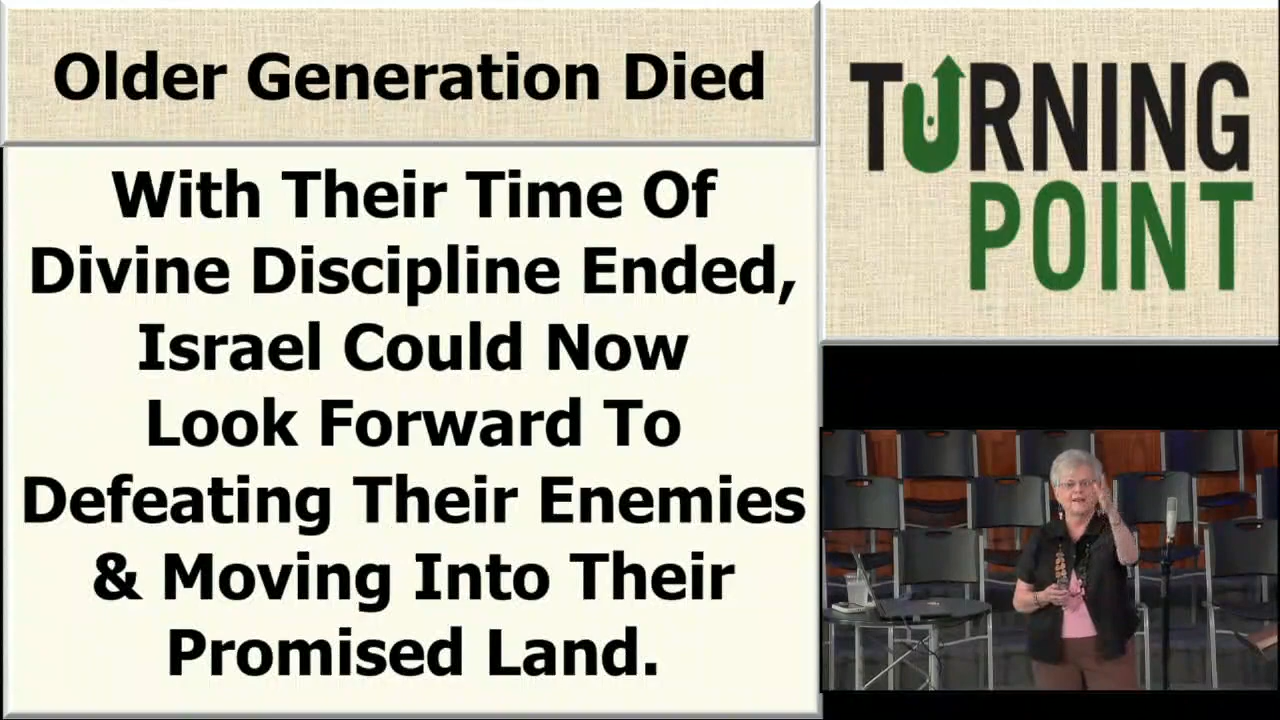 Older Generation Died
With Their Time Of
Divine Discipline Ended,
Israel Could Now
Look Forward To
Defeating Their Enemies
& Moving Into Their
Promised Land.
TURNING
POINT